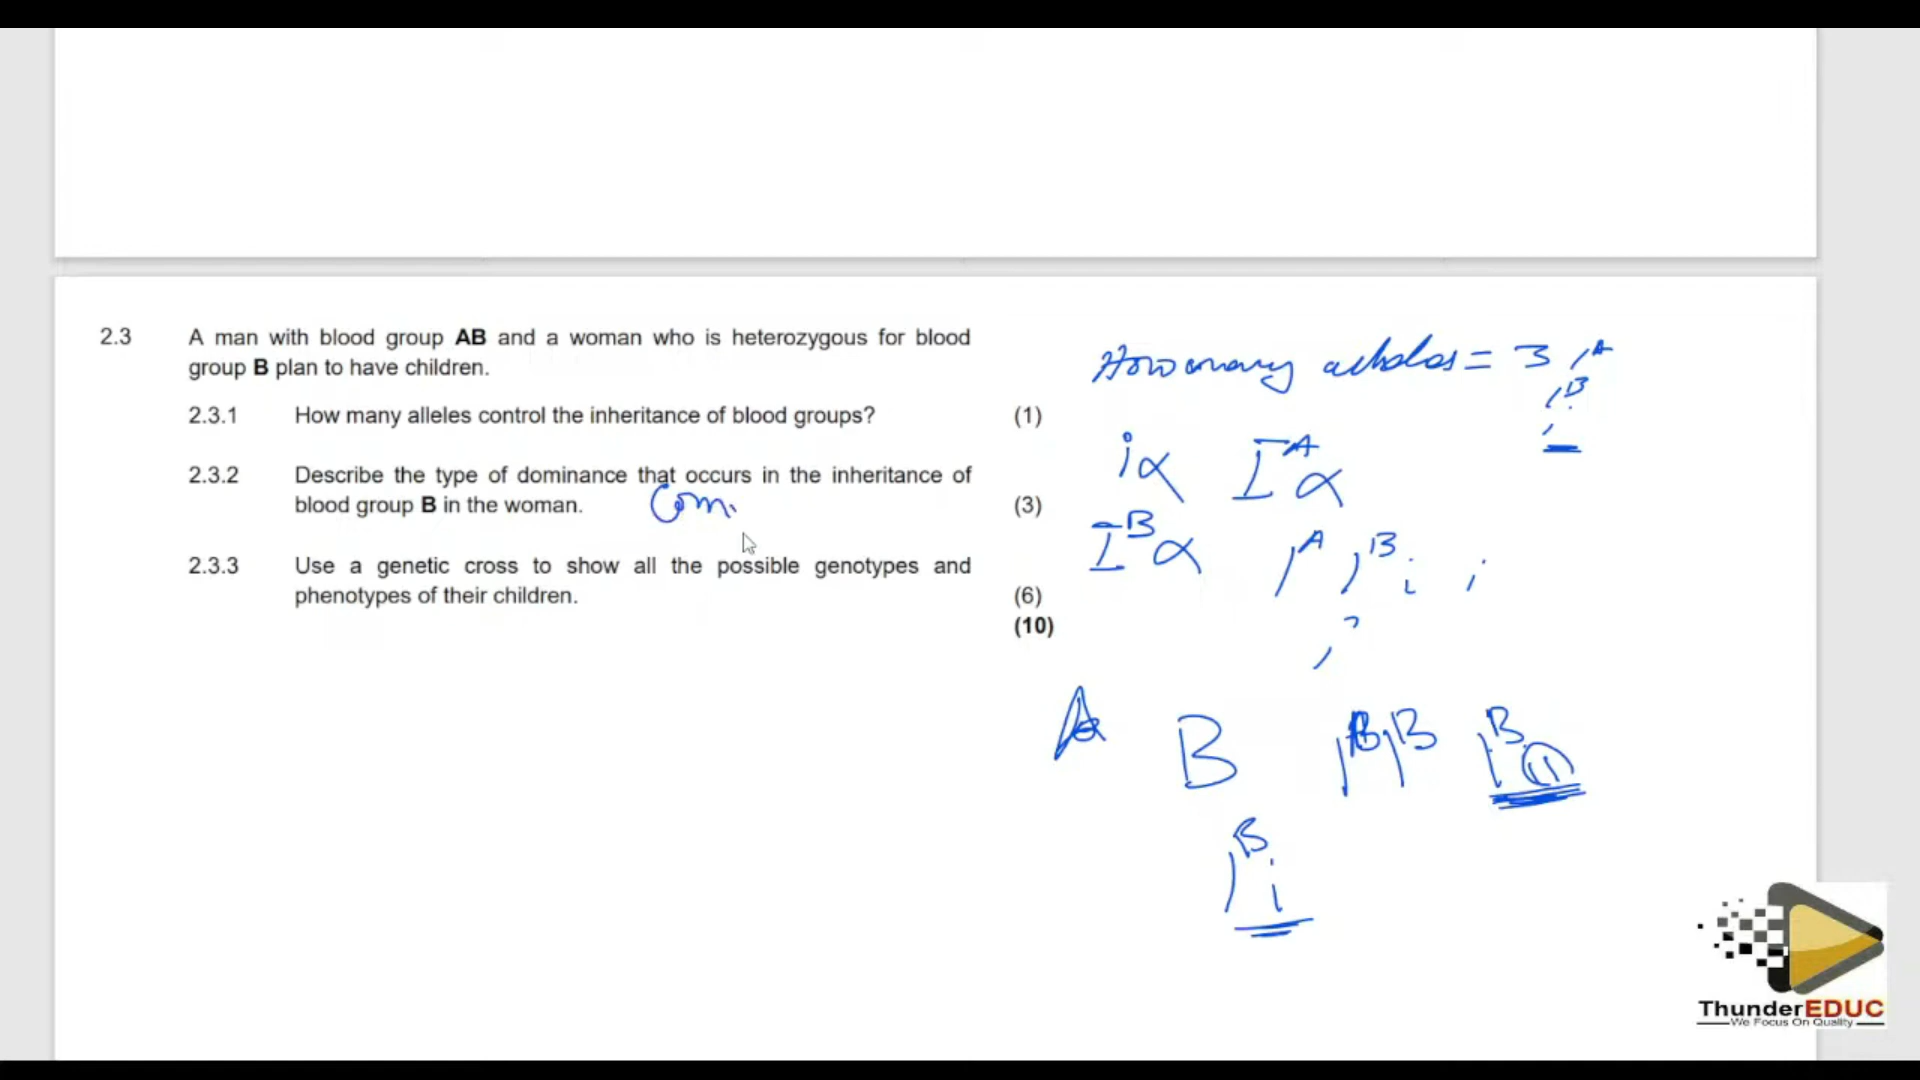 2.3 A man with blood group AB and a woman who is heterozygous for blood
group B plan to have children.
2.3.1 How many alleles control the inheritance of blood groups? (1)
2.3.2 Describe the type of dominance that occurs in the inheritance of
blood group B in the woman. (3)
Com.
2.3.3 Use a genetic cross to show all the possible genotypes and
phenotypes of their children. (6)
(10)
How many = 3 I^A
I^B
i
i α I^A α
I^B α I^A I^B i i
A B I^B I^B I^B i
I^B i
ThunderEDUC
We Focus On Quality